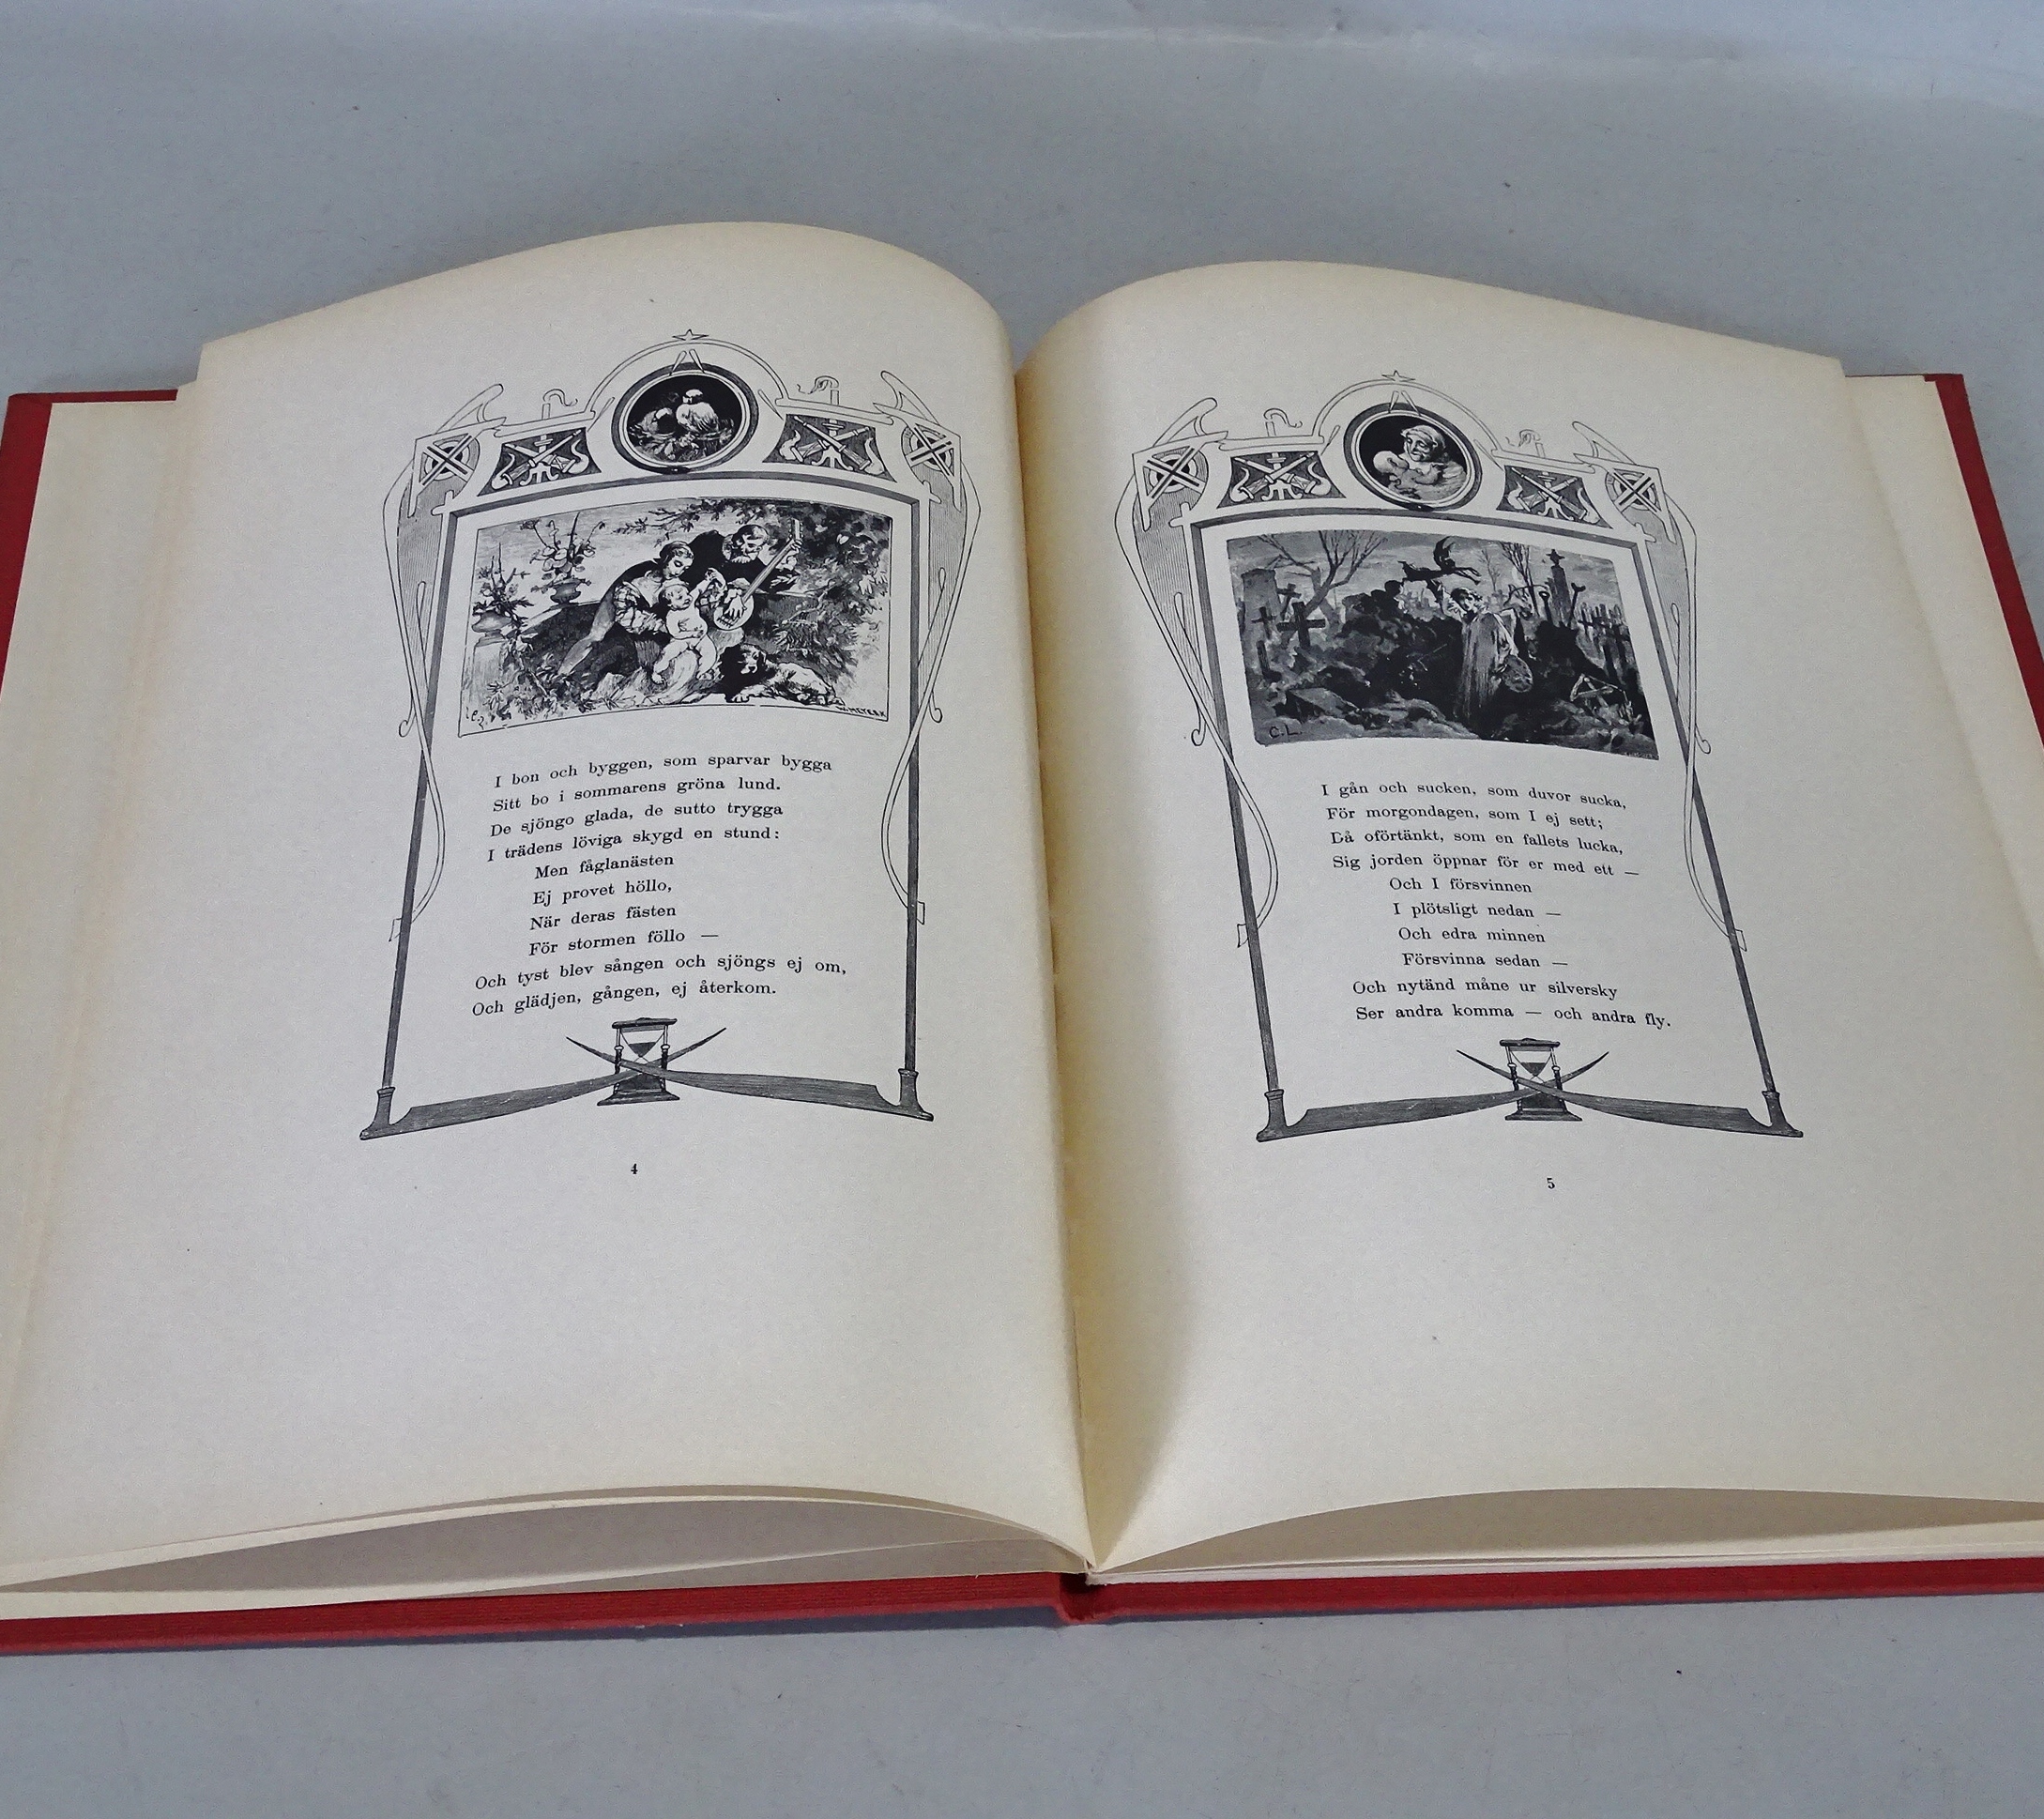 I bon och byggen, som sparvar bygga
Sitt bo i sommarens gröna lund.
De sjöngo glada, de sutto trygga
I trädens löviga skygd en stund:
Men fåglanästen
Ej provet höllo,
När deras fästen
För stormen föllo —
Och tyst blev sången och sjöngs ej om,
Och glädjen, gången, ej återkom.
4
C.L.
I gån och sucken, som duvor sucka,
För morgondagen, som I ej sett;
Då oförtänkt, som en fallets lucka,
Sig jorden öppnar för er med ett —
Och I försvinnen
I plötsligt nedan —
Och edra minnen
Försvinna sedan —
Och nytänd måne ur silversky
Ser andra komma — och andra fly.
5